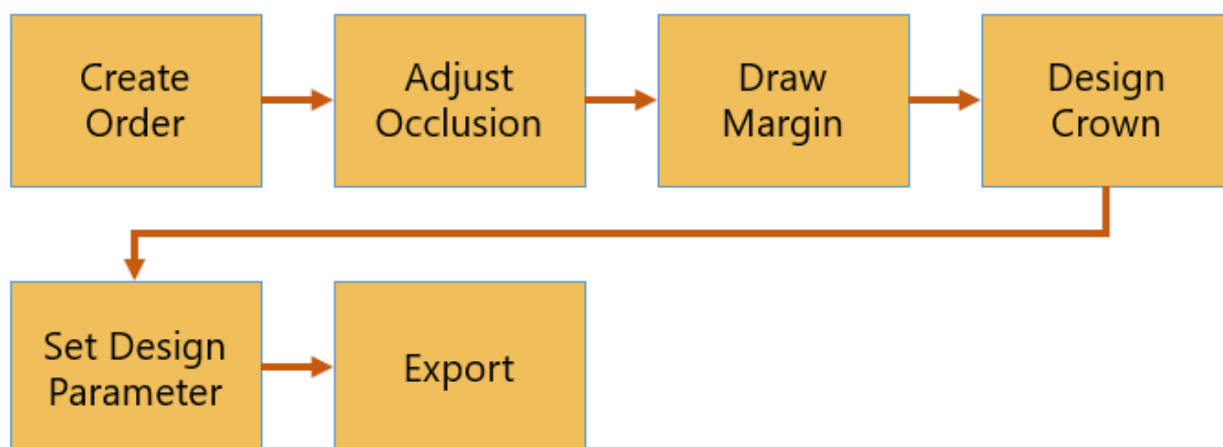 Create
Order
Adjust
Occlusion
Draw
Margin
Design
Crown
Set Design
Parameter
Export